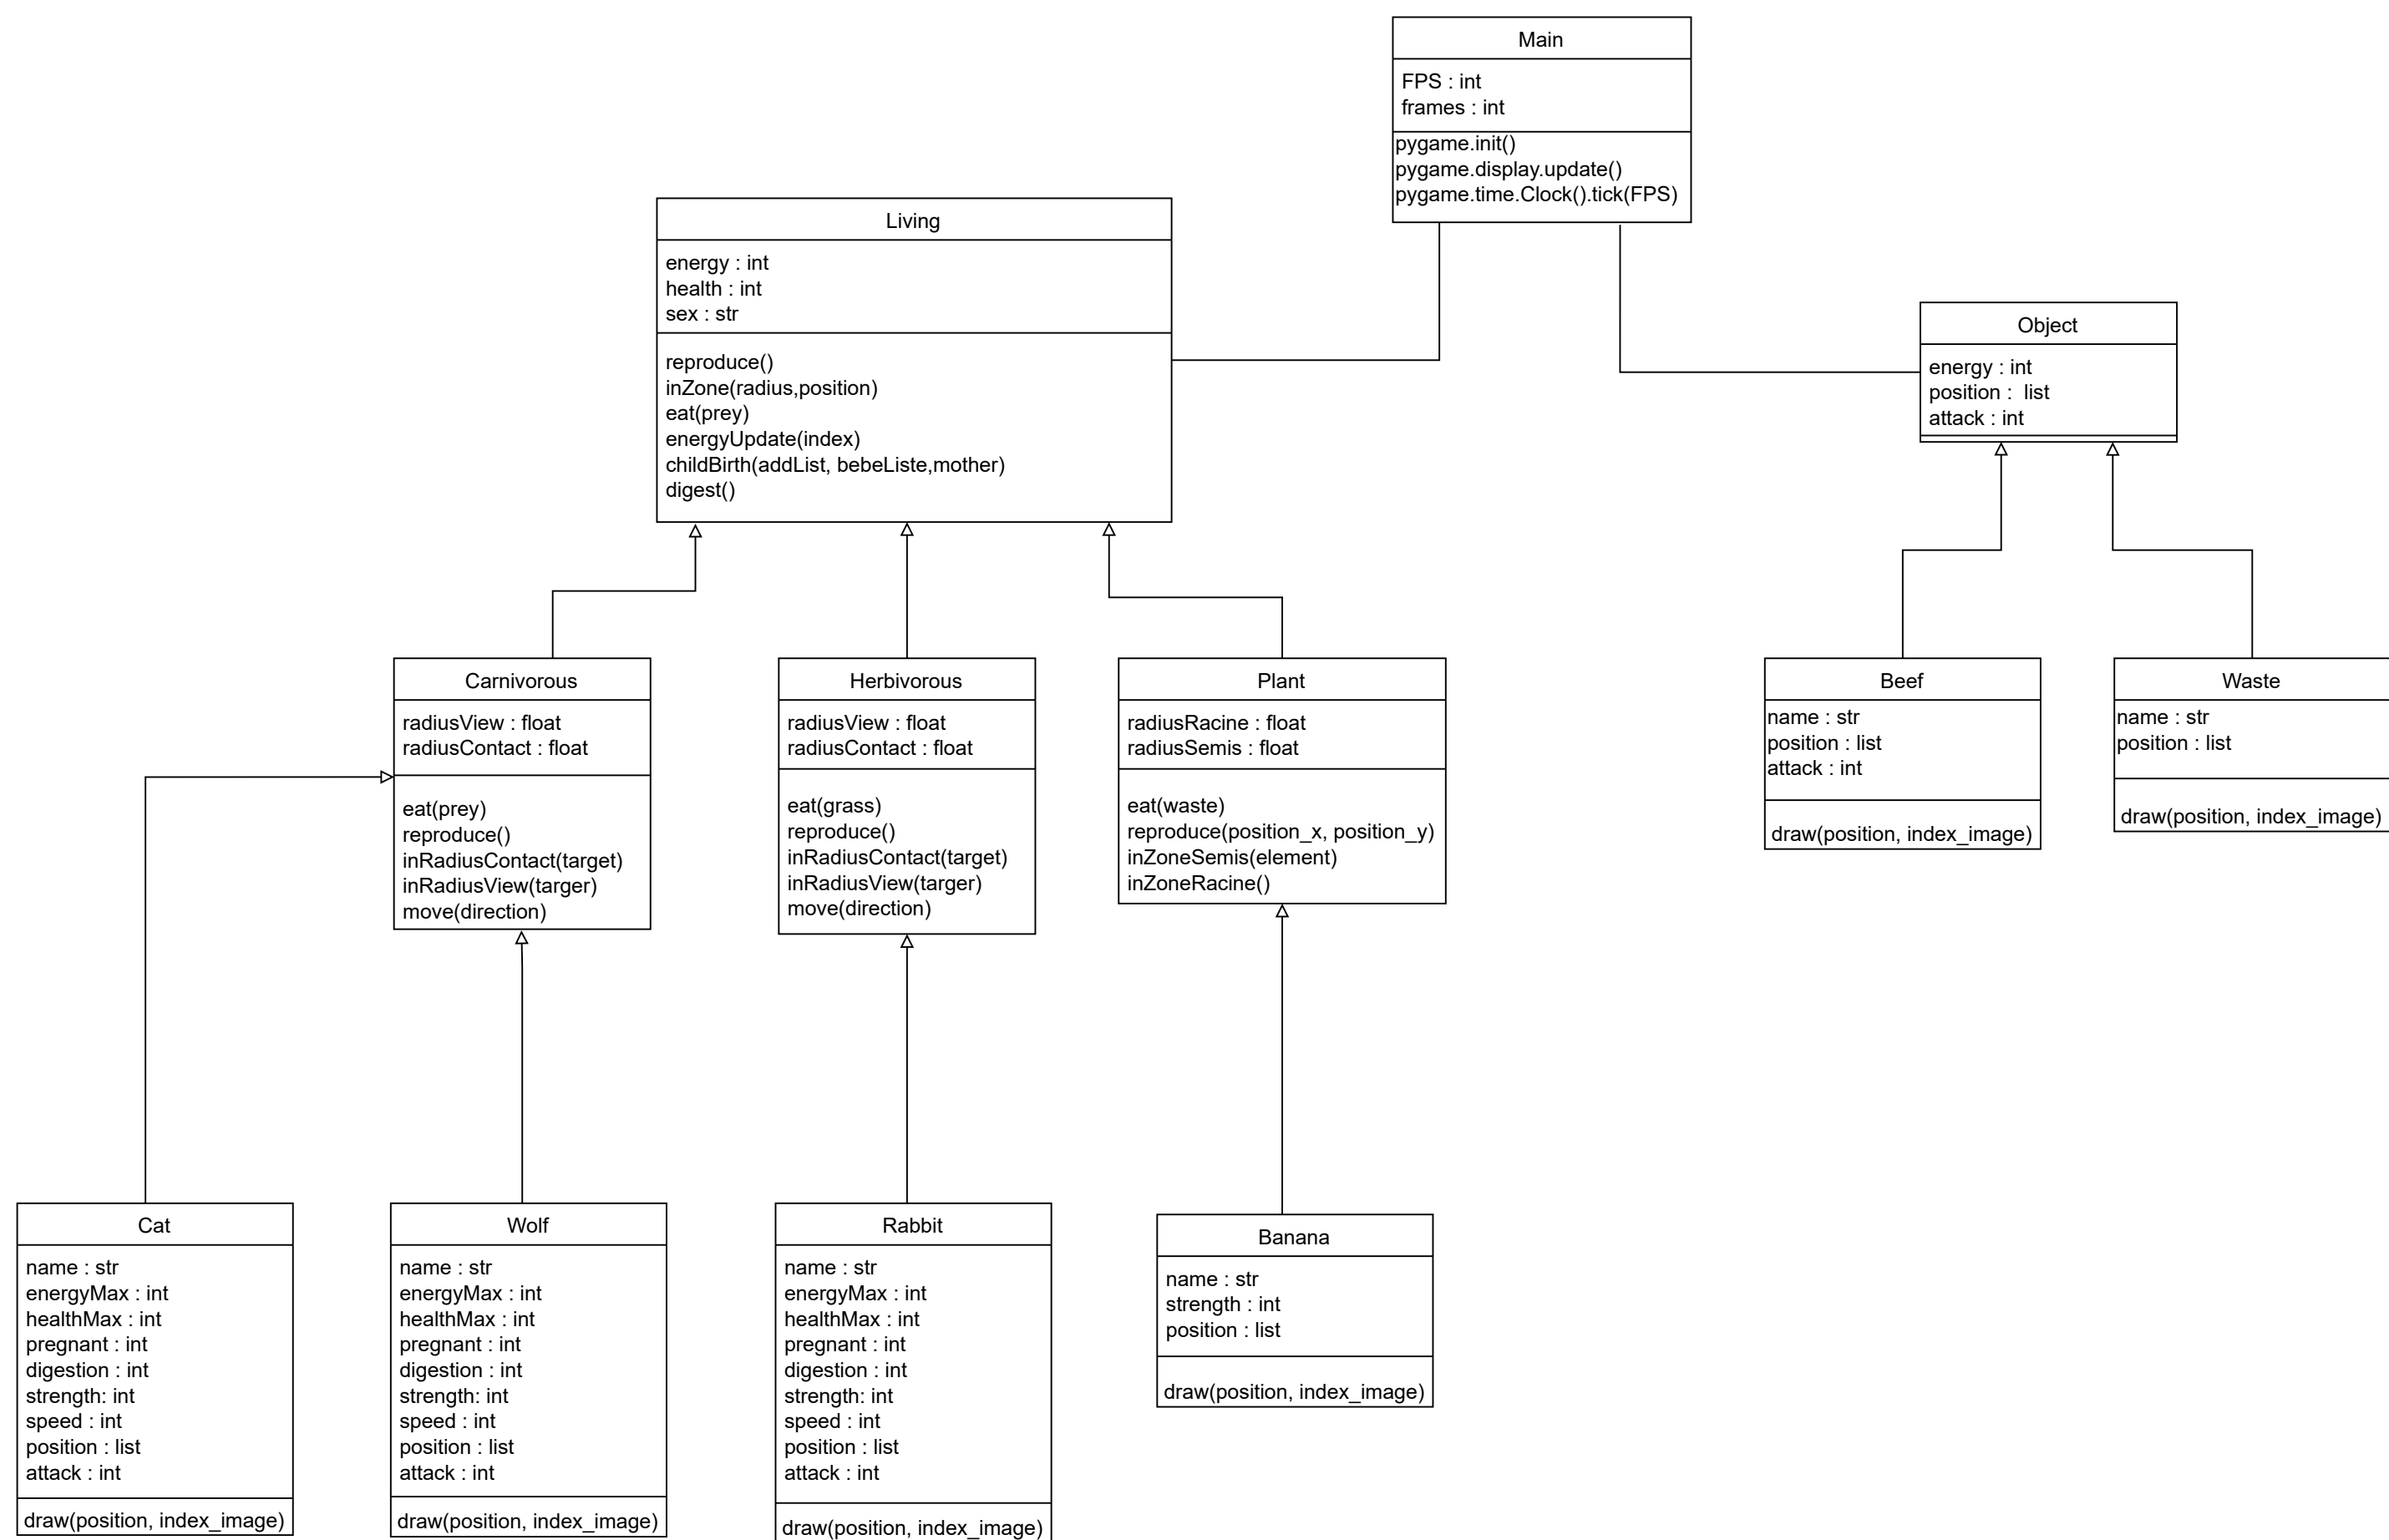 Main
FPS : int
frames : int
pygame.init()
pygame.display.update()
pygame.time.Clock().tick(FPS)
Living
energy : int
health : int
sex : str
reproduce()
inZone(radius,position)
eat(prey)
energyUpdate(index)
childBirth(addList, bebeListe,mother)
digest()
Object
energy : int
position :  list
attack : int
Carnivorous
radiusView : float
radiusContact : float
eat(prey)
reproduce()
inRadiusContact(target)
inRadiusView(targer)
move(direction)
Herbivorous
radiusView : float
radiusContact : float
eat(grass)
reproduce()
inRadiusContact(target)
inRadiusView(targer)
move(direction)
Plant
radiusRacine : float
radiusSemis : float
eat(waste)
reproduce(position_x, position_y)
inZoneSemis(element)
inZoneRacine()
Beef
name : str
position : list
attack : int
draw(position, index_image)
Waste
name : str
position : list
draw(position, index_image)
Cat
name : str
energyMax : int
healthMax : int
pregnant : int
digestion : int
strength: int
speed : int
position : list
attack : int
draw(position, index_image)
Wolf
name : str
energyMax : int
healthMax : int
pregnant : int
digestion : int
strength: int
speed : int
position : list
attack : int
draw(position, index_image)
Rabbit
name : str
energyMax : int
healthMax : int
pregnant : int
digestion : int
strength: int
speed : int
position : list
attack : int
draw(position, index_image)
Banana
name : str
strength : int
position : list
draw(position, index_image)